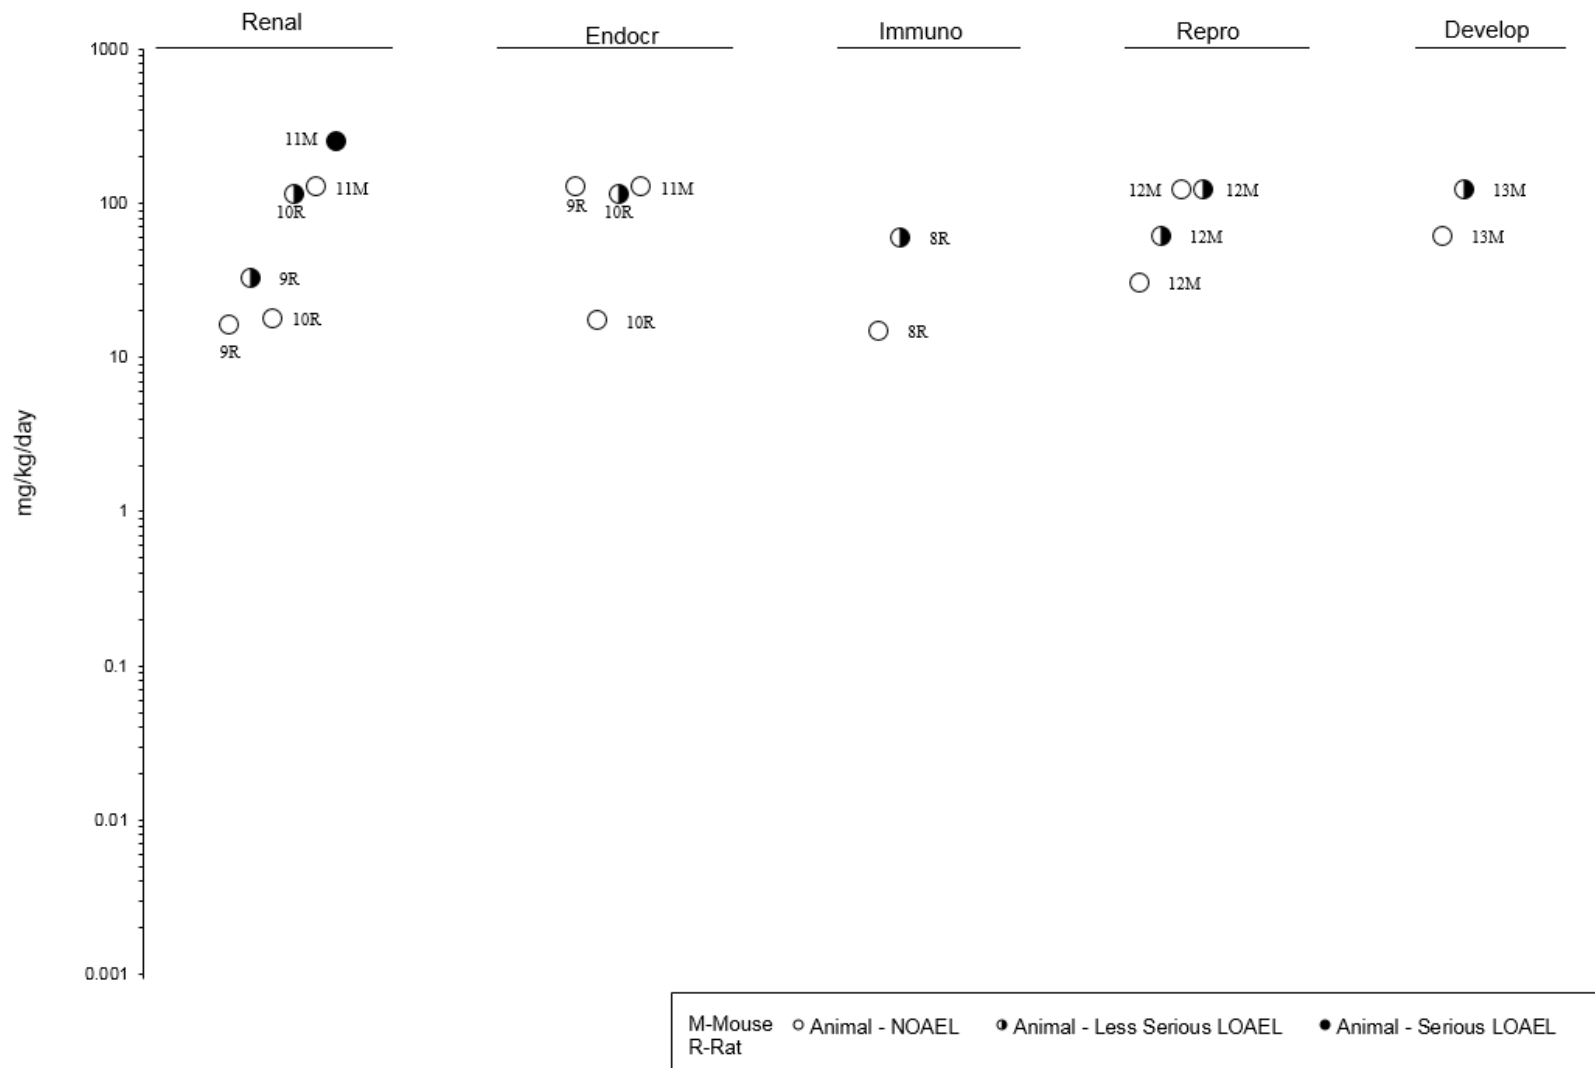 Renal
Endocr
Immuno
Repro
Develop
1000
11M
11M
10R
9R
10R
9R
9R
10R
11M
10R
8R
8R
12M
12M
12M
12M
13M
13M
100
10
1
0.1
0.01
0.001
mg/kg/day
M-Mouse
R-Rat
Animal - NOAEL
Animal - Less Serious LOAEL
Animal - Serious LOAEL